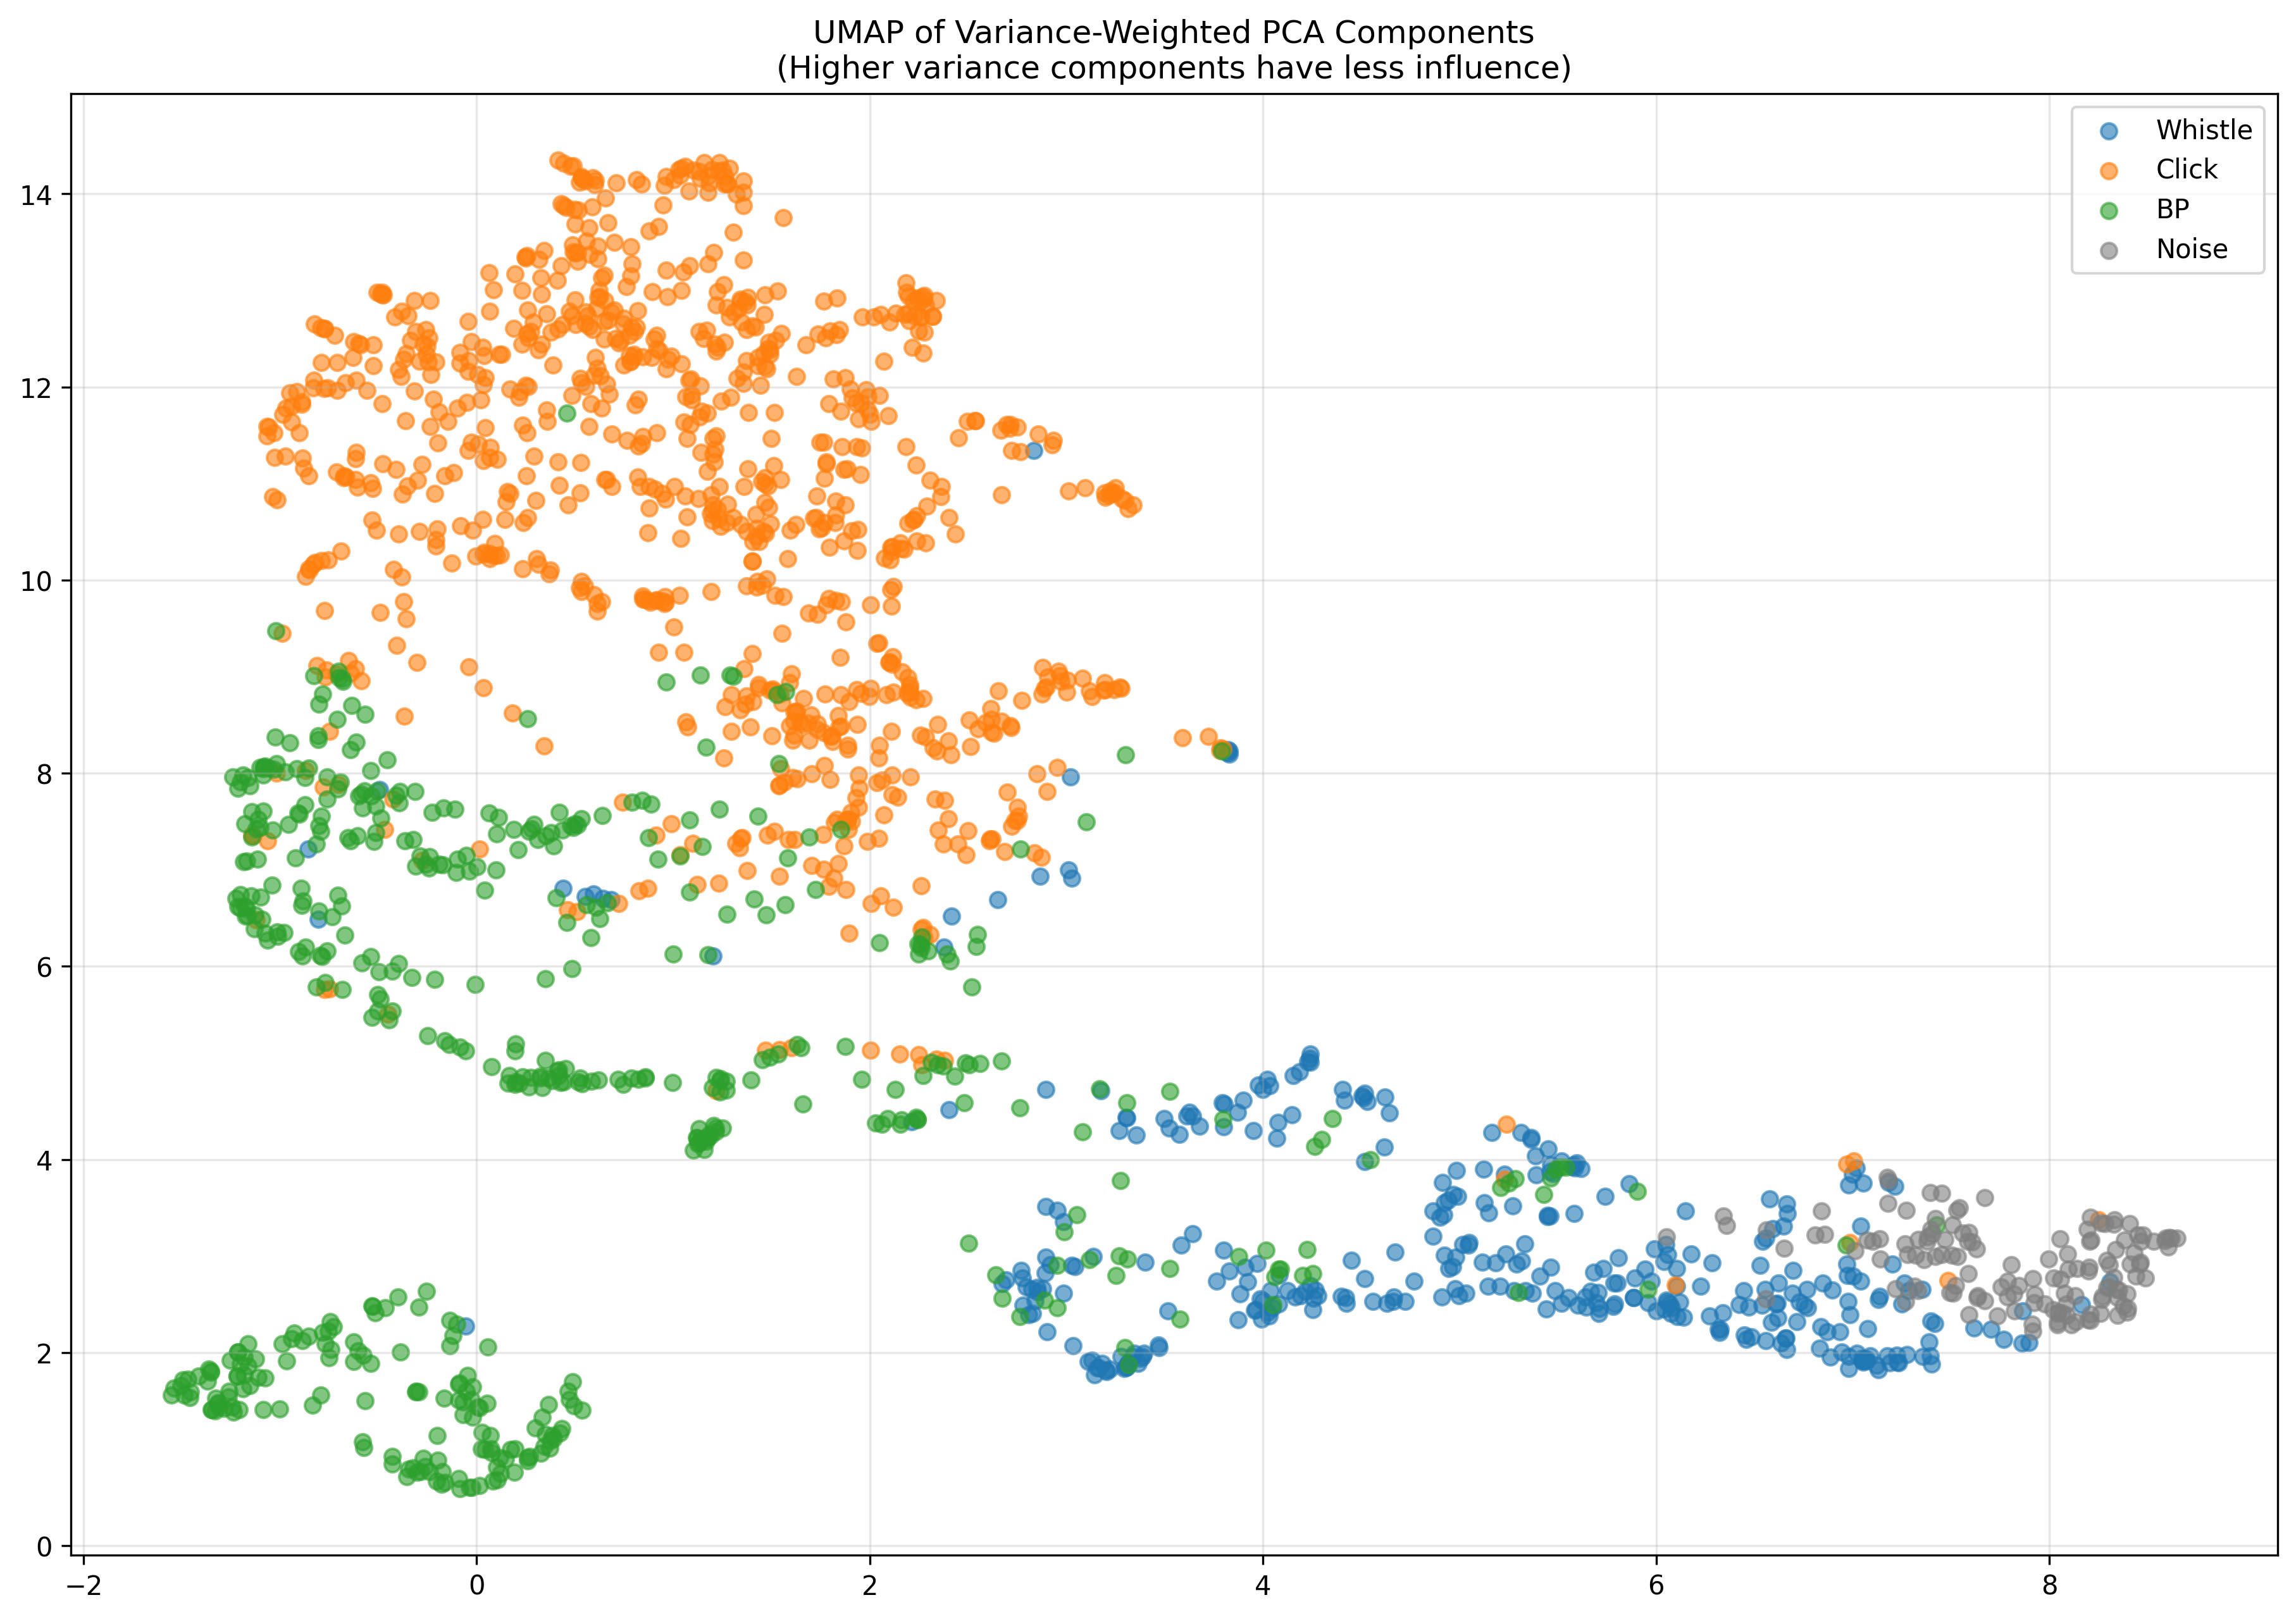 UMAP of Variance-Weighted PCA Components
(Higher variance components have less influence)
Whistle
Click
BP
Noise
14
12
10
8
6
4
2
0
−2 0 2 4 6 8